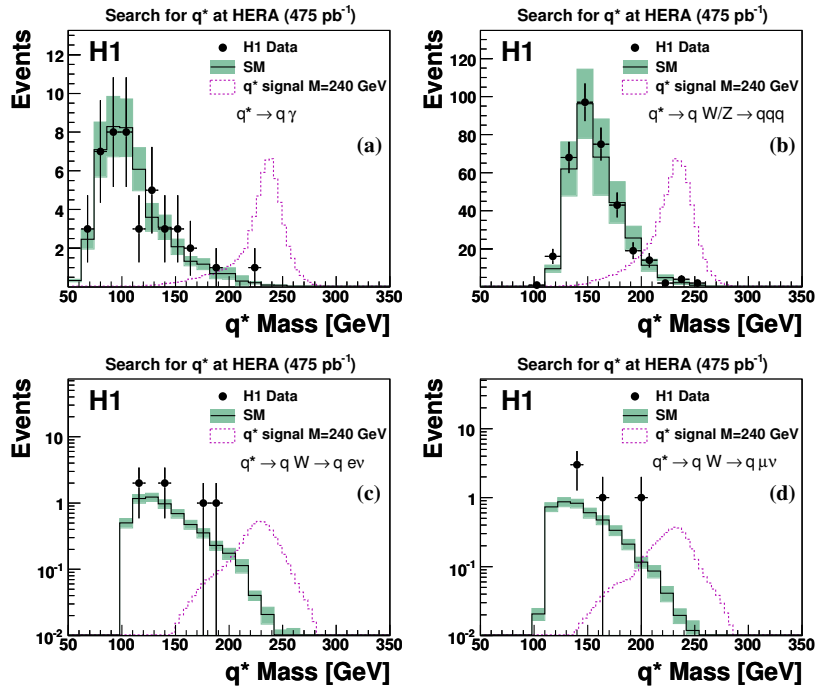 Search for q* at HERA (475 pb⁻¹)
Events
H1
H1 Data
SM
q* signal M=240 GeV
q* → q γ
(a)
12
10
8
6
4
2
50 100 150 200 250 300 350
q* Mass [GeV]
Search for q* at HERA (475 pb⁻¹)
Events
H1
H1 Data
SM
q* signal M=240 GeV
q* → q W/Z → qqq
(b)
120
100
80
60
40
20
50 100 150 200 250 300 350
q* Mass [GeV]
Search for q* at HERA (475 pb⁻¹)
Events
H1
H1 Data
SM
q* signal M=240 GeV
q* → q W → q eν
(c)
10
1
10⁻¹
10⁻²
50 100 150 200 250 300 350
q* Mass [GeV]
Search for q* at HERA (475 pb⁻¹)
Events
H1
H1 Data
SM
q* signal M=240 GeV
q* → q W → q μν
(d)
10
1
10⁻¹
10⁻²
50 100 150 200 250 300 350
q* Mass [GeV]